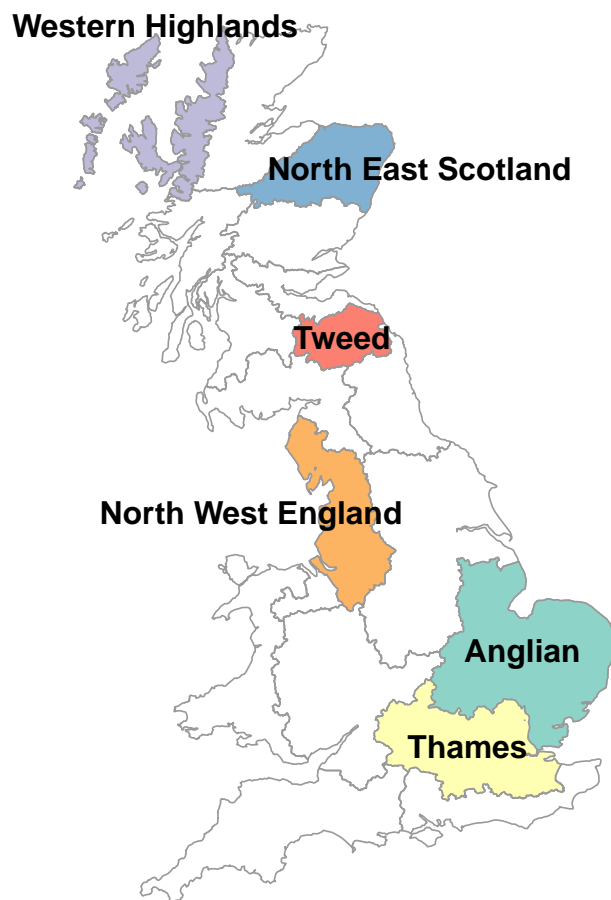 Western Highlands
North East Scotland
Tweed
North West England
Anglian
Thames